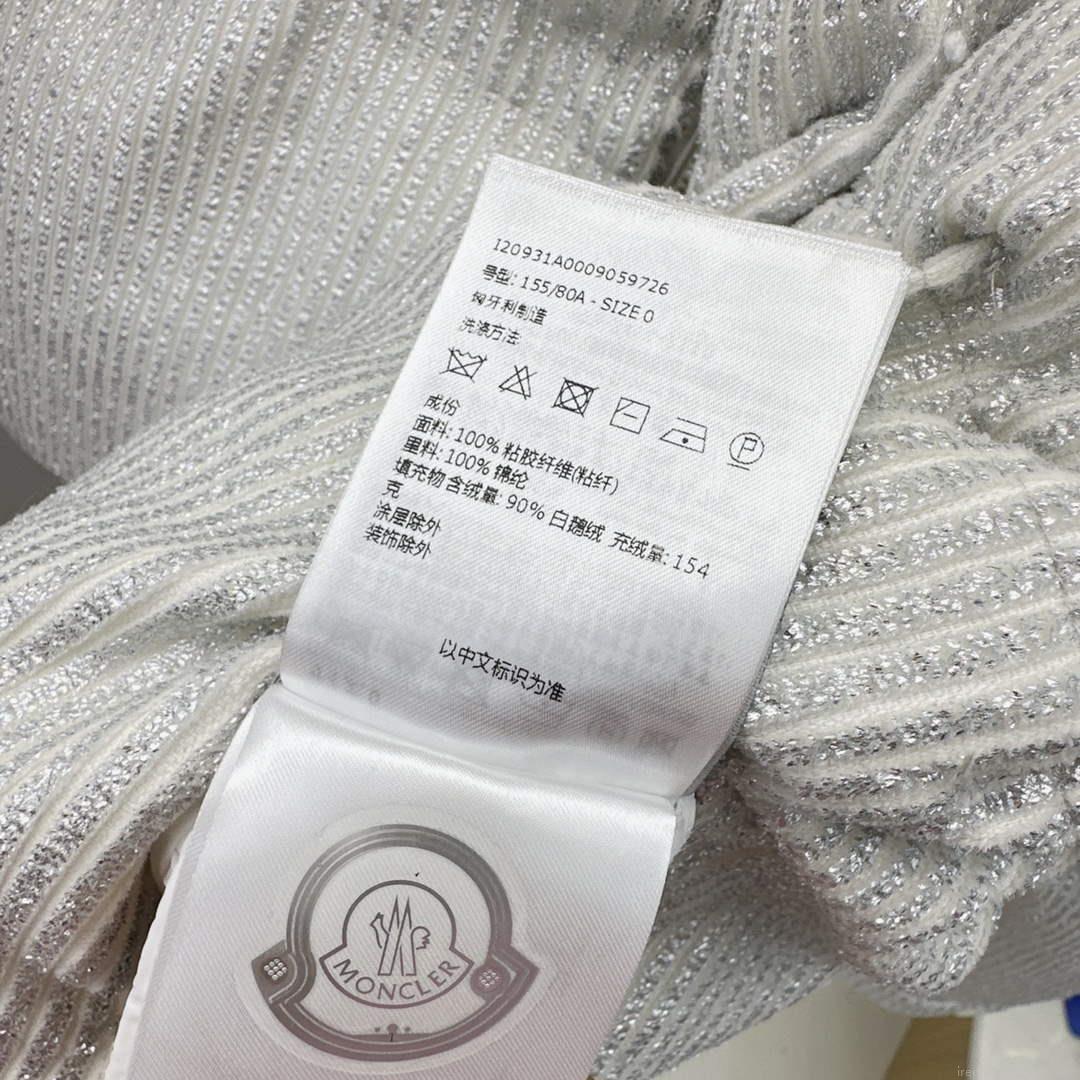 I20931A0009059726
号型: 155/80A - SIZE 0
匈牙利制造
洗涤方法:
P
成份
面料: 100% 粘胶纤维(粘纤)
里料: 100% 锦纶
填充物 含绒量: 90% 白鹅绒 充绒量: 154
克
涂层除外
装饰除外
以中文标识为准
MONCLER